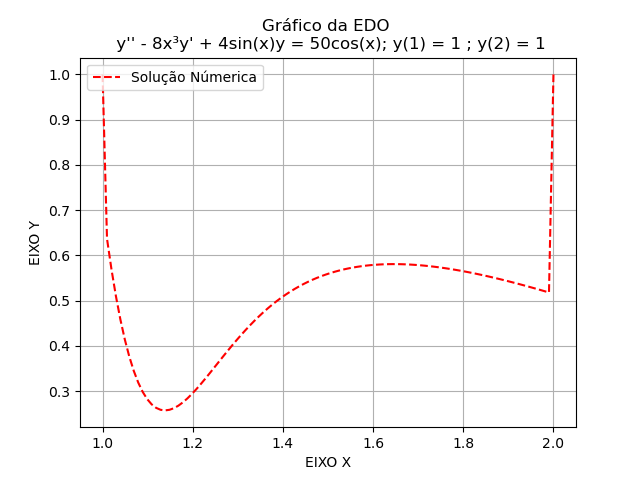 Gráfico da EDO
y'' - 8x³y' + 4sin(x)y = 50cos(x); y(1) = 1 ; y(2) = 1
Solução Númerica
EIXO Y
1.0
0.9
0.8
0.7
0.6
0.5
0.4
0.3
1.0 1.2 1.4 1.6 1.8 2.0
EIXO X